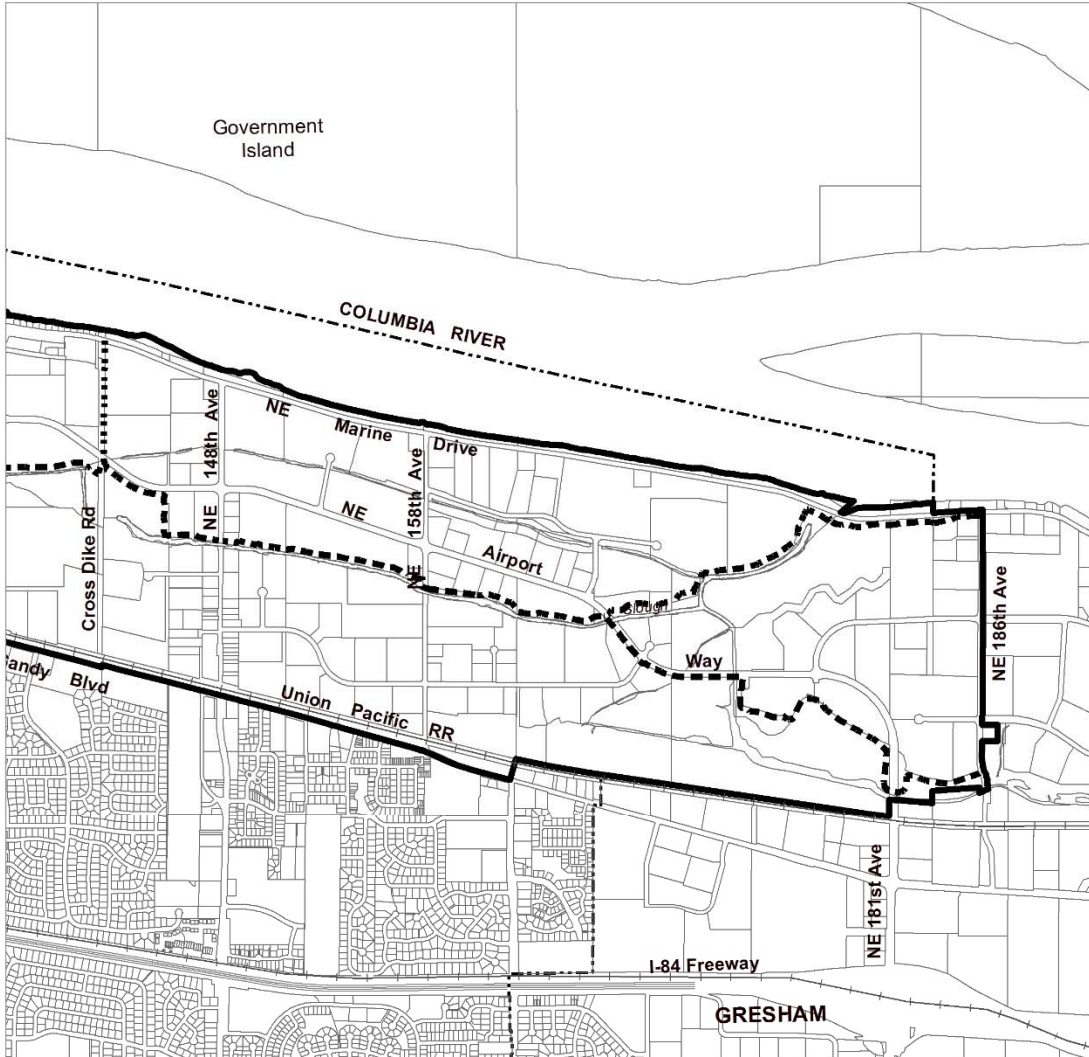 Government
Island
COLUMBIA RIVER
NE Marine Drive
NE 148th Ave
NE 158th Ave
NE Airport Way
Cross Dike Rd
Slough
NE 186th Ave
Sandy Blvd
Union Pacific RR
NE 181st Ave
I-84 Freeway
GRESHAM